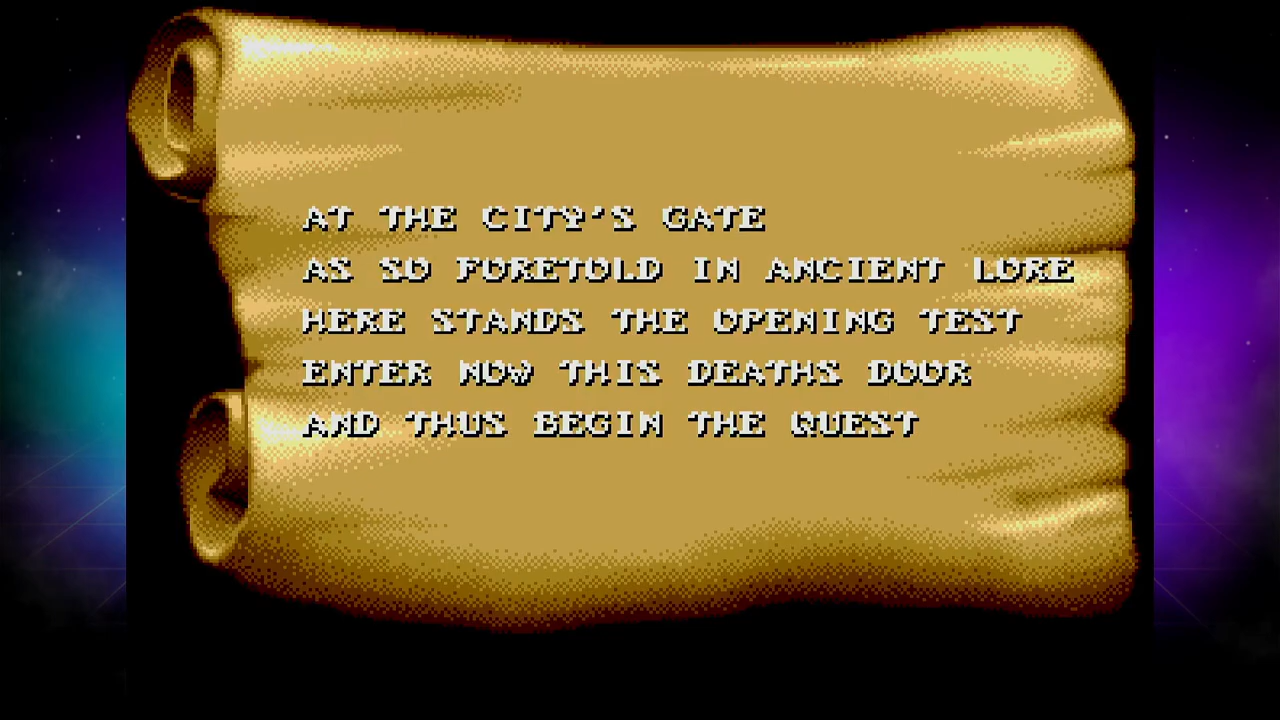 AT THE CITY'S GATE
AS SO FORETOLD IN ANCIENT LORE
HERE STANDS THE OPENING TEST
ENTER NOW THIS DEATHS DOOR
AND THUS BEGIN THE QUEST